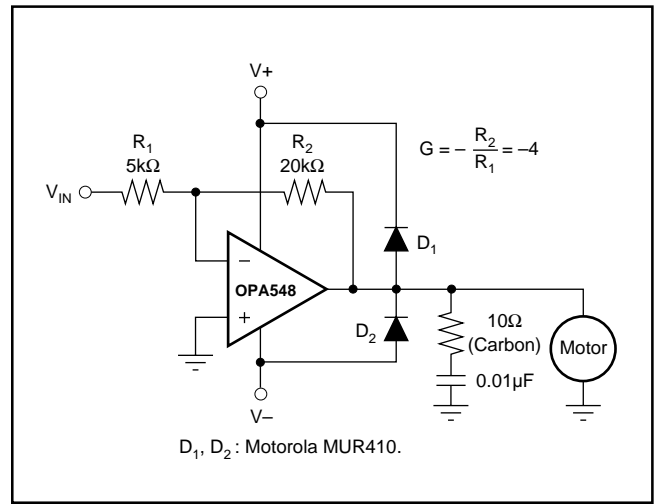 V+
R1
5kΩ
R2
20kΩ
G = – R2/R1 = –4
VIN
–
OPA548
+
D1
D2
10Ω
(Carbon)
0.01μF
Motor
V–
D1, D2 : Motorola MUR410.